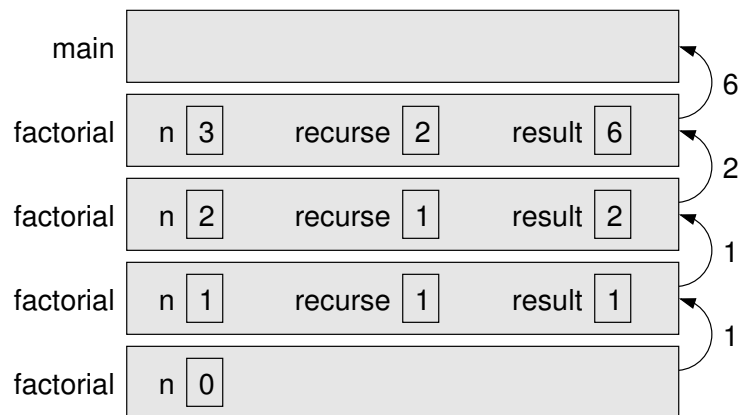 main
6
factorial n 3 recurse 2 result 6
2
factorial n 2 recurse 1 result 2
1
factorial n 1 recurse 1 result 1
1
factorial n 0